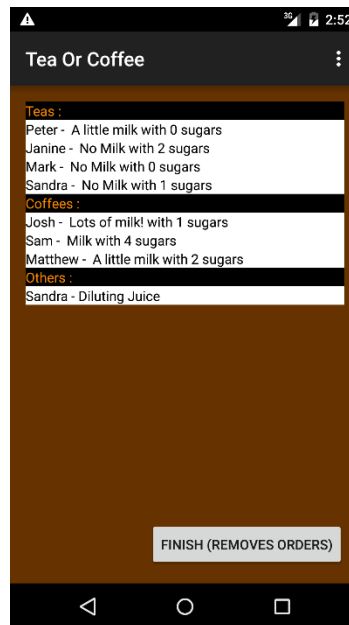 3G 2:52
Tea Or Coffee
Teas :
Peter -  A little milk with 0 sugars
Janine -  No Milk with 2 sugars
Mark -  No Milk with 0 sugars
Sandra -  No Milk with 1 sugars
Coffees :
Josh -  Lots of milk! with 1 sugars
Sam -  Milk with 4 sugars
Matthew -  A little milk with 2 sugars
Others :
Sandra - Diluting Juice
FINISH (REMOVES ORDERS)